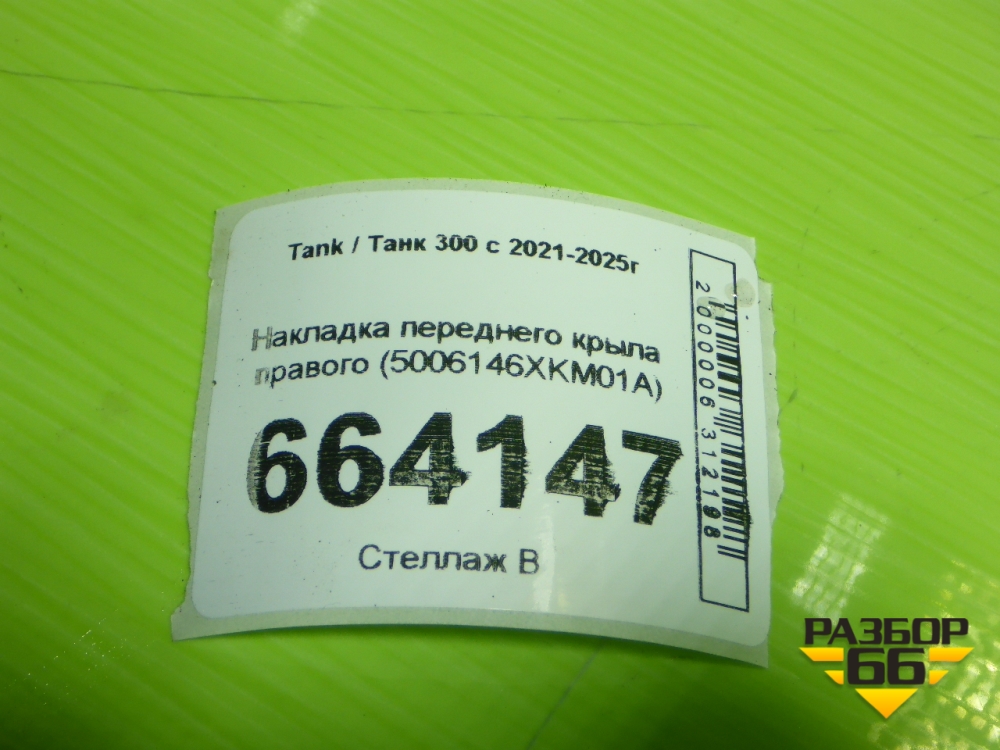 Tank / Танк 300 с 2021-2025г
Накладка переднего крыла
правого (5006146XKM01A)
664147
Стеллаж В
2000006312198
РАЗБОР
66